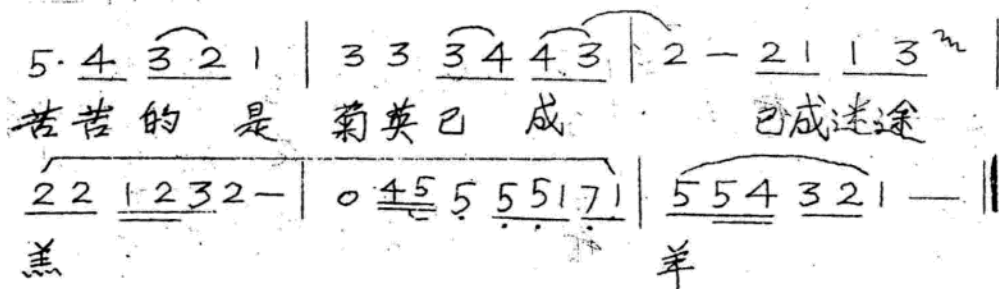 5· 4 3 2 1 | 3 3 3 4 4 3 | 2 — 2 1 1 3 |
苦苦的 是 菊英已 成 已成迷途
2 2 1 2 3 2 — | 0 4 5 5 5 5 1 7 1 | 5 5 4 3 2 1 — ||
羔 羊